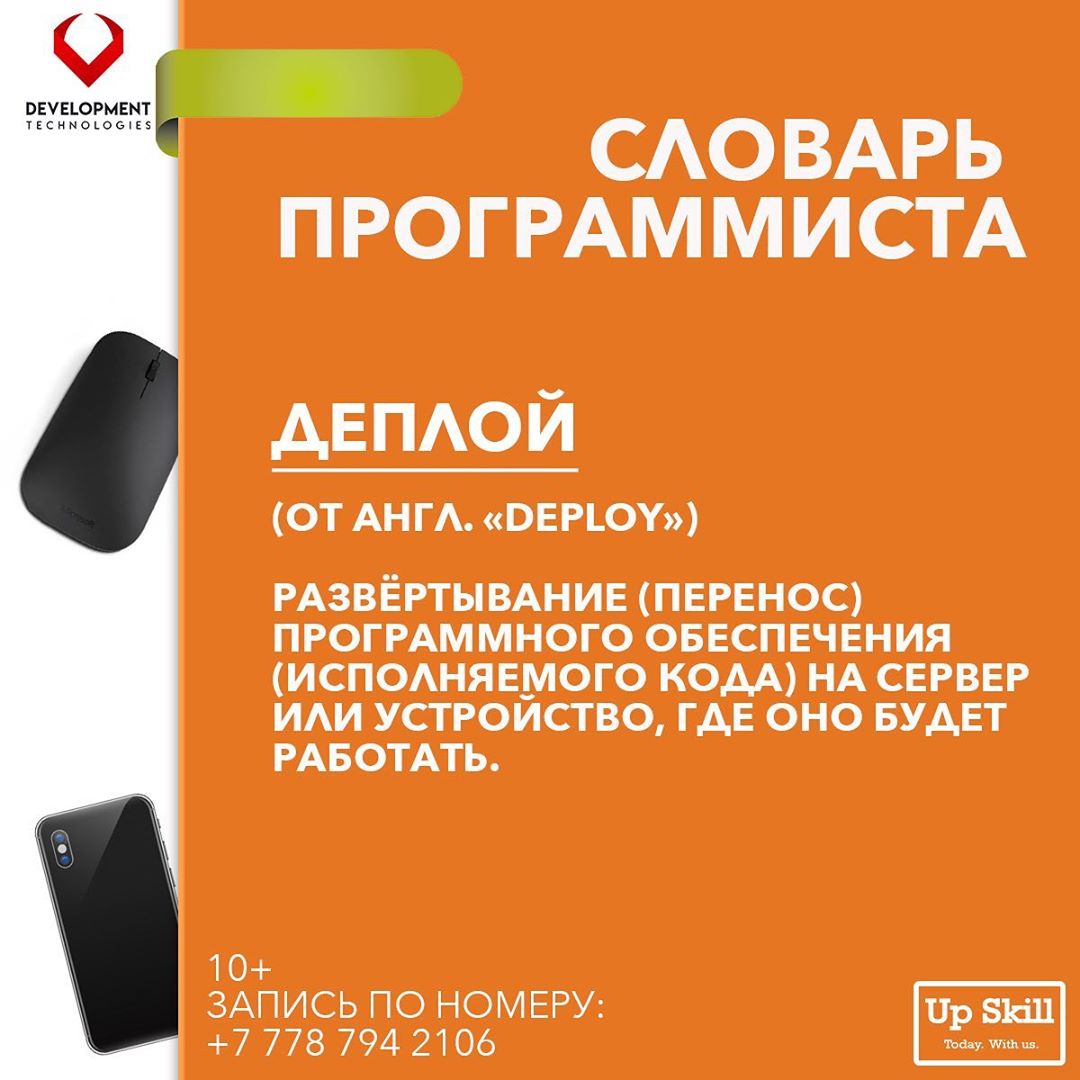 DEVELOPMENT
TECHNOLOGIES
СЛОВАРЬ
ПРОГРАММИСТА
ДЕПЛОЙ
(ОТ АНГЛ. «DEPLOY»)
РАЗВЁРТЫВАНИЕ (ПЕРЕНОС)
ПРОГРАММНОГО ОБЕСПЕЧЕНИЯ
(ИСПОЛНЯЕМОГО КОДА) НА СЕРВЕР
ИЛИ УСТРОЙСТВО, ГДЕ ОНО БУДЕТ
РАБОТАТЬ.
Microsoft
10+
ЗАПИСЬ ПО НОМЕРУ:
+7 778 794 2106
Up Skill
Today. With us.